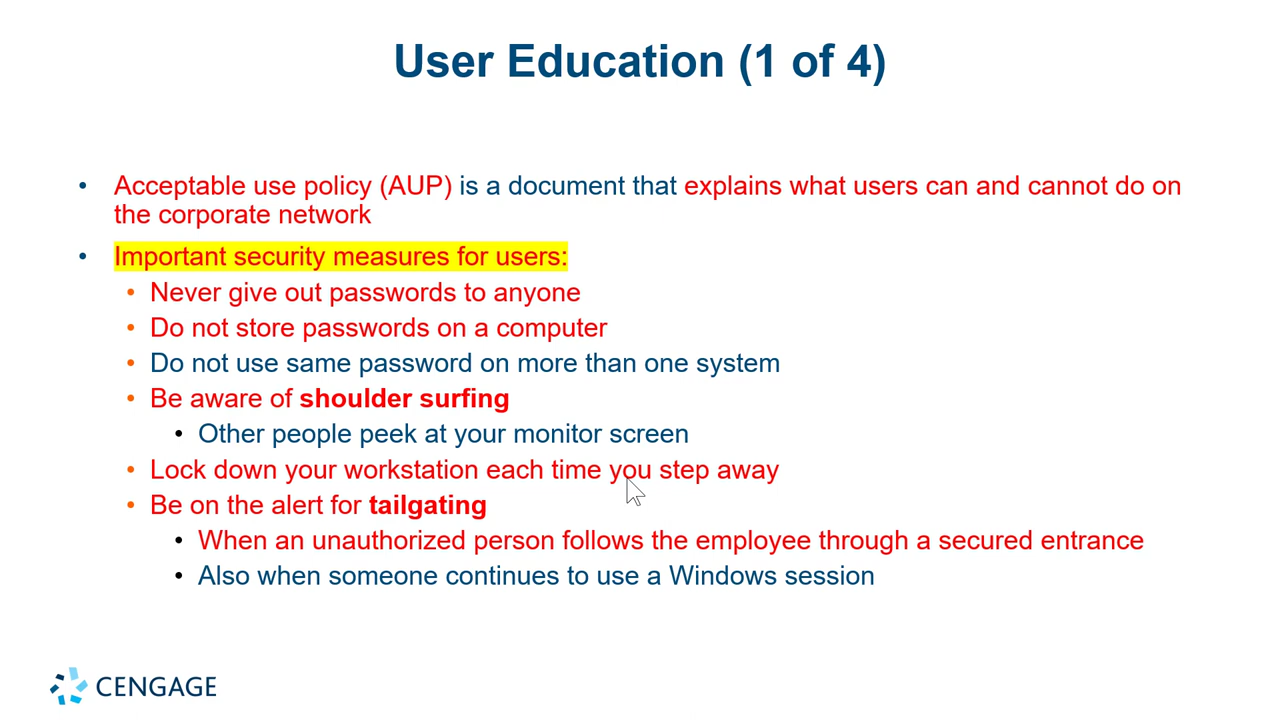 User Education (1 of 4)
• Acceptable use policy (AUP) is a document that explains what users can and cannot do on
the corporate network
• Important security measures for users:
• Never give out passwords to anyone
• Do not store passwords on a computer
• Do not use same password on more than one system
• Be aware of shoulder surfing
• Other people peek at your monitor screen
• Lock down your workstation each time you step away
• Be on the alert for tailgating
• When an unauthorized person follows the employee through a secured entrance
• Also when someone continues to use a Windows session
CENGAGE